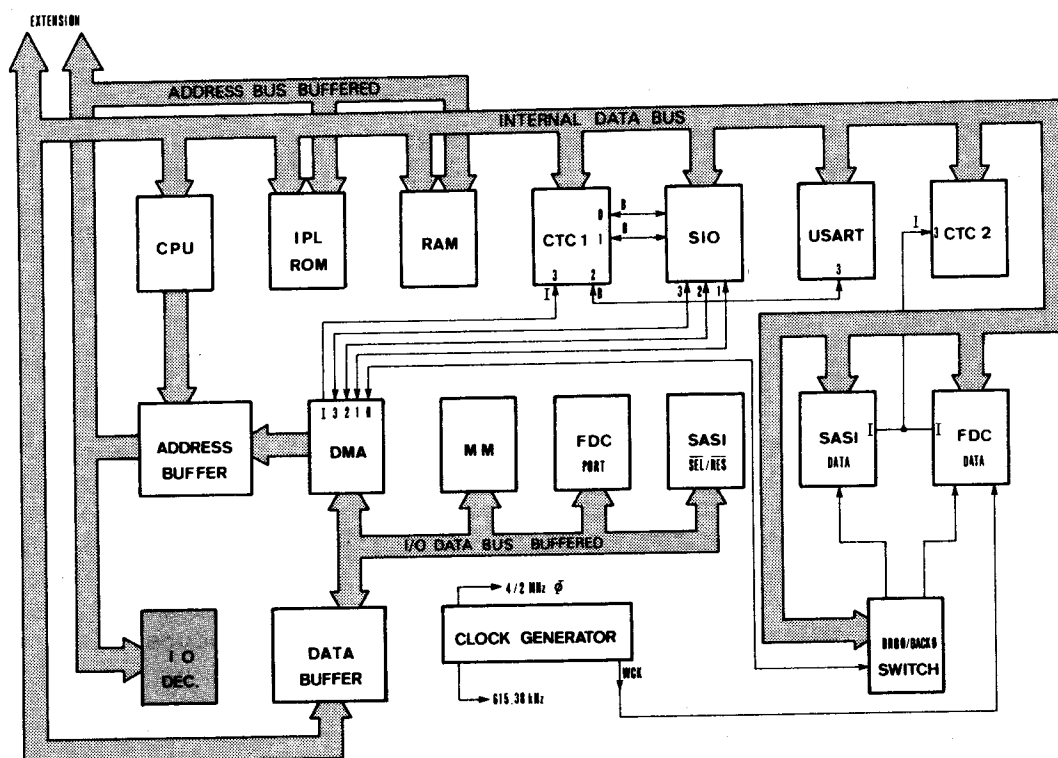 EXTENSION
ADDRESS BUS BUFFERED
INTERNAL DATA BUS
CPU
IPL
ROM
RAM
CTC 1
0
1
3
2
B
B
SIO
3
2
1
USART
3
I
3
CTC 2
I
B
ADDRESS
BUFFER
I 3 2 1 0
DMA
MM
FDC
PORT
SASI
SEL/RES
SASI
DATA
I
I
FDC
DATA
I/O DATA BUS BUFFERED
I O
DEC.
DATA
BUFFER
4/2 MHz Φ
CLOCK GENERATOR
615.38 kHz
WCK
DRQ0/DACK0
SWITCH